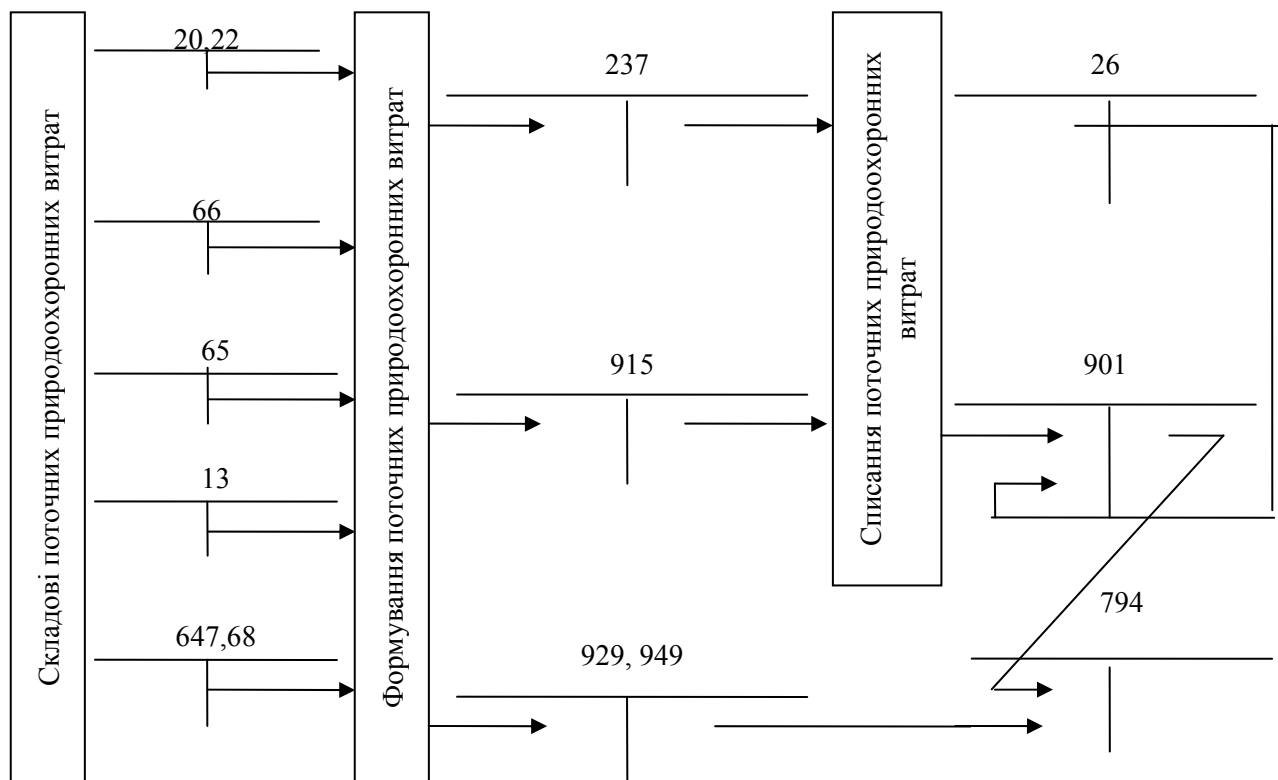 Складові поточних природоохоронних витрат
20,22
66
65
13
647,68
Формування поточних природоохоронних витрат
237
915
929, 949
Списання поточних природоохоронних
витрат
26
901
794